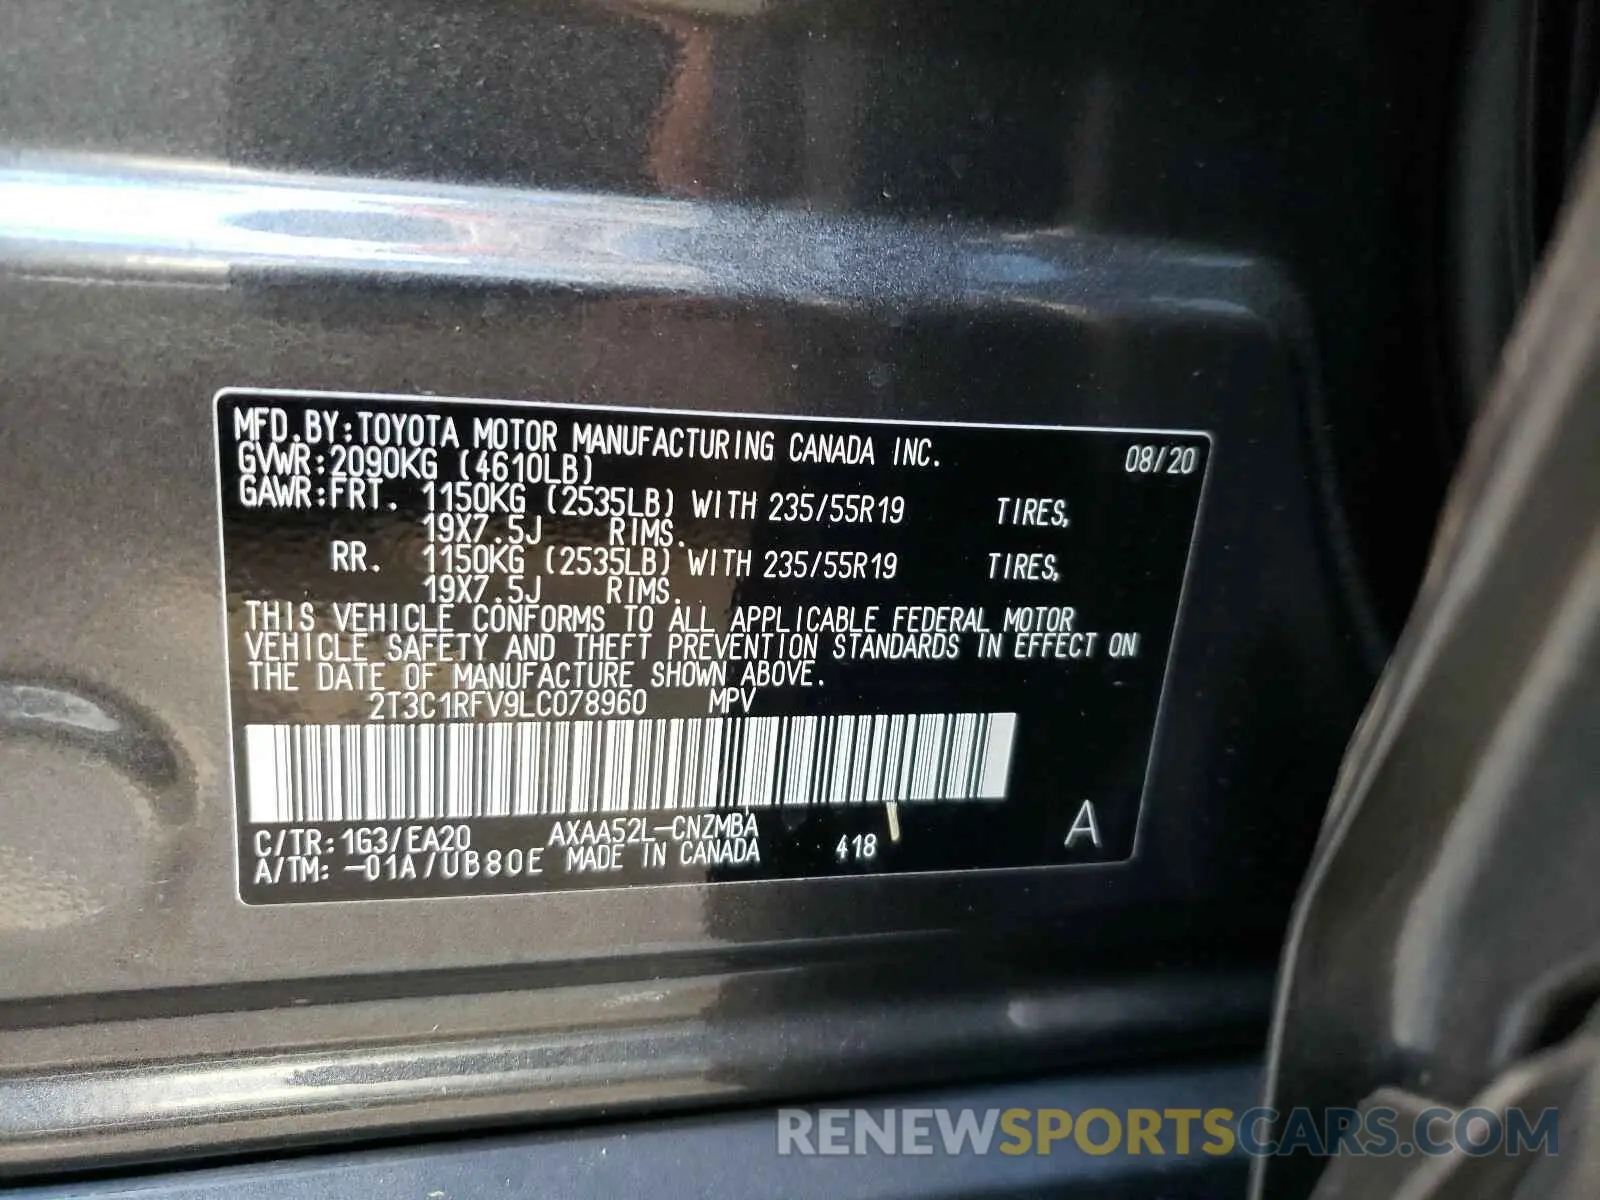 MFD.BY:TOYOTA MOTOR MANUFACTURING CANADA INC. 08/20
GVWR:2090KG (4610LB)
GAWR:FRT. 1150KG (2535LB) WITH 235/55R19 TIRES,
19X7.5J RIMS.
RR. 1150KG (2535LB) WITH 235/55R19 TIRES,
19X7.5J RIMS.
THIS VEHICLE CONFORMS TO ALL APPLICABLE FEDERAL MOTOR
VEHICLE SAFETY AND THEFT PREVENTION STANDARDS IN EFFECT ON
THE DATE OF MANUFACTURE SHOWN ABOVE.
2T3C1RFV9LC078960 MPV
C/TR:1G3/EA20 AXAA52L-CNZMBA
A/TM:-01A/UB80E MADE IN CANADA 418 A
RENEWSPORTSCARS.COM